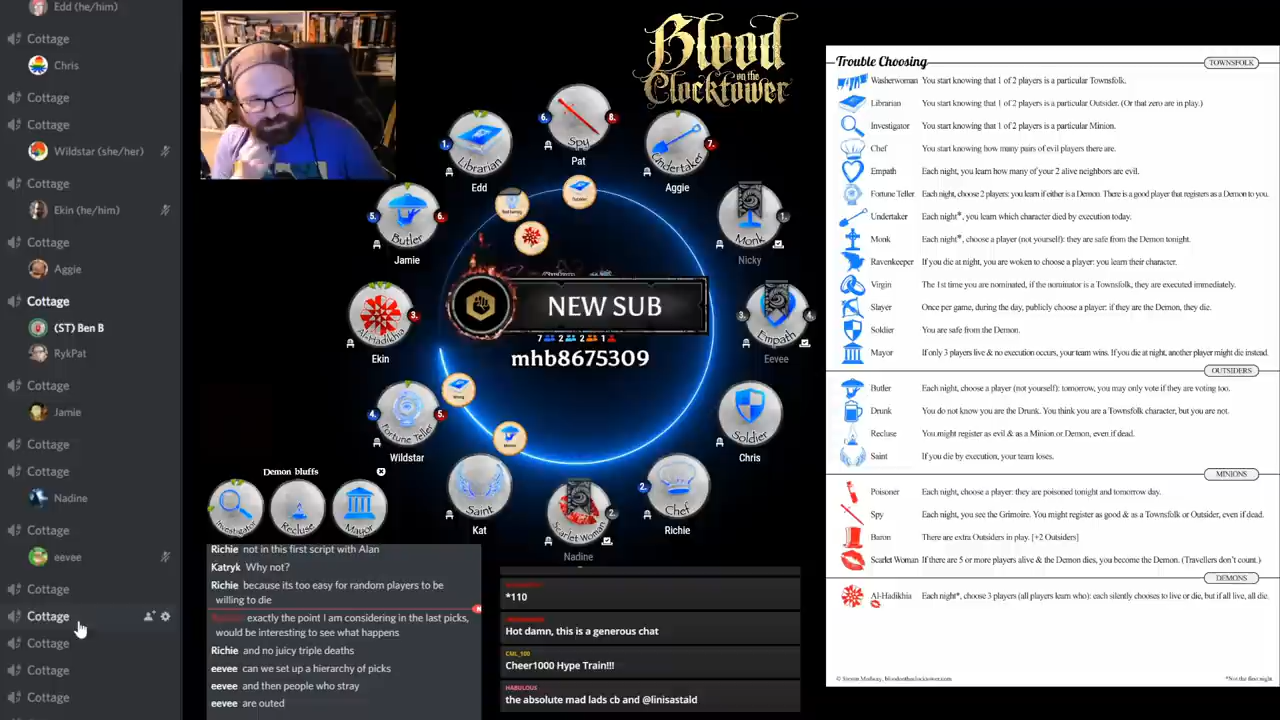 Edd (he/him)
Cottage
Chris
Cottage
Cottage
Wildstar (she/her)
Cottage
Ekin (he/him)
Cottage
Aggie
Cottage
(ST) Ben B
RykPat
Cottage
Jamie
Cottage
Cottage
Nadine
Cottage
eevee
Cottage
Cottage
Cottage
Cottage
Cottage
Blood
on the
Clocktower
Librarian
Edd
Spy
Pat
Undertaker
Aggie
Butler
Jamie
Monk
Nicky
Al-Hadikhia
Ekin
Empath
Eevee
Fortune Teller
Wildstar
Soldier
Chris
Saint
Kat
Scarlet Woman
Nadine
Chef
Richie
NEW SUB
7 2 2 1
mhb8675309
Demon bluffs
Investigator
Recluse
Mayor
Richie not in this first script with Alan
Katryk Why not?
Richie because its too easy for random players to be
willing to die
exactly the point I am considering in the last picks,
would be interesting to see what happens
Richie and no juicy triple deaths
eevee can we set up a hierarchy of picks
eevee and then people who stray
eevee are outed
*110
Hot damn, this is a generous chat
CML_100
Cheer1000 Hype Train!!!
HABULOUS
the absolute mad lads cb and @linisastald
Trouble Choosing
TOWNSFOLK
Washerwoman You start knowing that 1 of 2 players is a particular Townsfolk.
Librarian You start knowing that 1 of 2 players is a particular Outsider. (Or that zero are in play.)
Investigator You start knowing that 1 of 2 players is a particular Minion.
Chef You start knowing how many pairs of evil players there are.
Empath Each night, you learn how many of your 2 alive neighbors are evil.
Fortune Teller Each night, choose 2 players: you learn if either is a Demon. There is a good player that registers as a Demon to you.
Undertaker Each night*, you learn which character died by execution today.
Monk Each night*, choose a player (not yourself): they are safe from the Demon tonight.
Ravenkeeper If you die at night, you are woken to choose a player: you learn their character.
Virgin The 1st time you are nominated, if the nominator is a Townsfolk, they are executed immediately.
Slayer Once per game, during the day, publicly choose a player: if they are the Demon, they die.
Soldier You are safe from the Demon.
Mayor If only 3 players live & no execution occurs, your team wins. If you die at night, another player might die instead.
OUTSIDERS
Butler Each night, choose a player (not yourself): tomorrow, you may only vote if they are voting too.
Drunk You do not know you are the Drunk. You think you are a Townsfolk character, but you are not.
Recluse You might register as evil & as a Minion or Demon, even if dead.
Saint If you die by execution, your team loses.
MINIONS
Poisoner Each night, choose a player: they are poisoned tonight and tomorrow day.
Spy Each night, you see the Grimoire. You might register as good & as a Townsfolk or Outsider, even if dead.
Baron There are extra Outsiders in play. [+2 Outsiders]
Scarlet Woman If there are 5 or more players alive & the Demon dies, you become the Demon. (Travellers don't count.)
DEMONS
Al-Hadikhia Each night*, choose 3 players (all players learn who): each silently chooses to live or die, but if all live, all die.
© Steven Medway, bloodontheclocktower.com
*Not the first night